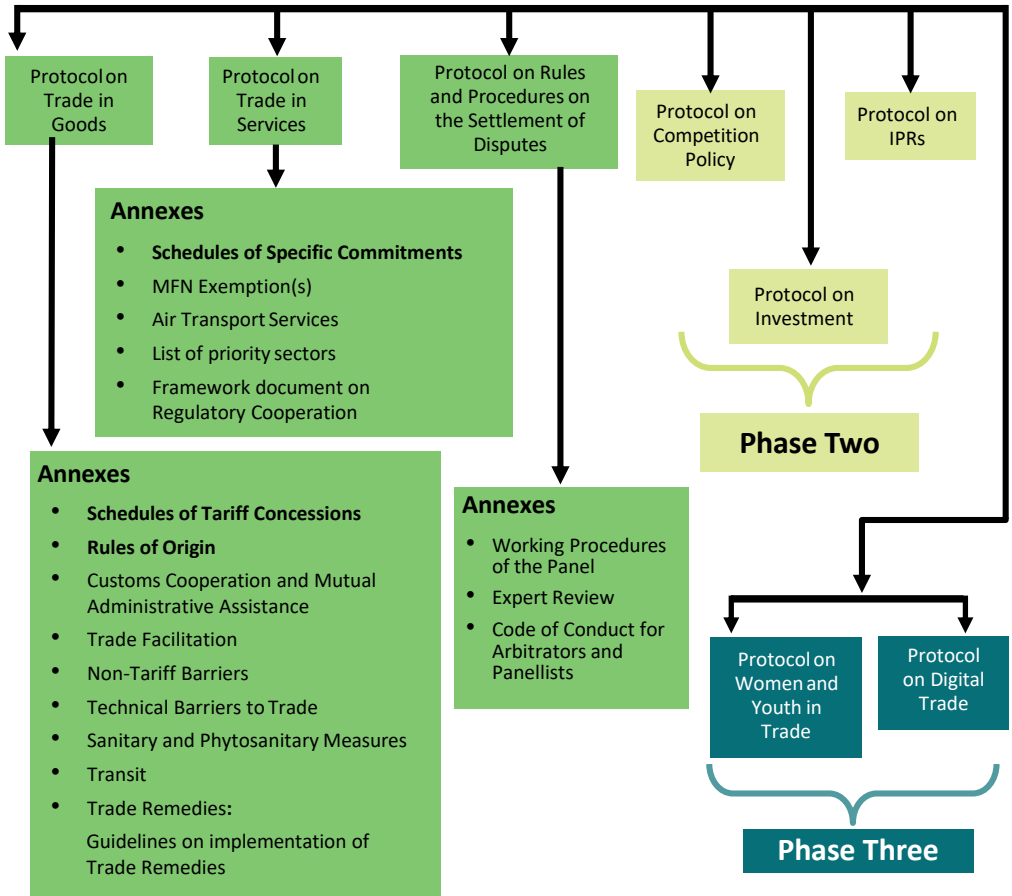 Protocol on
Trade in
Goods
Protocol on
Trade in
Services
Protocol on Rules
and Procedures on
the Settlement of
Disputes
Protocol on
Competition
Policy
Protocol on
IPRs
Annexes
• Schedules of Specific Commitments
• MFN Exemption(s)
• Air Transport Services
• List of priority sectors
• Framework document on
Regulatory Cooperation
Protocol on
Investment
Phase Two
Annexes
• Schedules of Tariff Concessions
• Rules of Origin
• Customs Cooperation and Mutual
Administrative Assistance
• Trade Facilitation
• Non-Tariff Barriers
• Technical Barriers to Trade
• Sanitary and Phytosanitary Measures
• Transit
• Trade Remedies:
Guidelines on implementation of
Trade Remedies
Annexes
• Working Procedures
of the Panel
• Expert Review
• Code of Conduct for
Arbitrators and
Panellists
Protocol on
Women and
Youth in
Trade
Protocol
on Digital
Trade
Phase Three